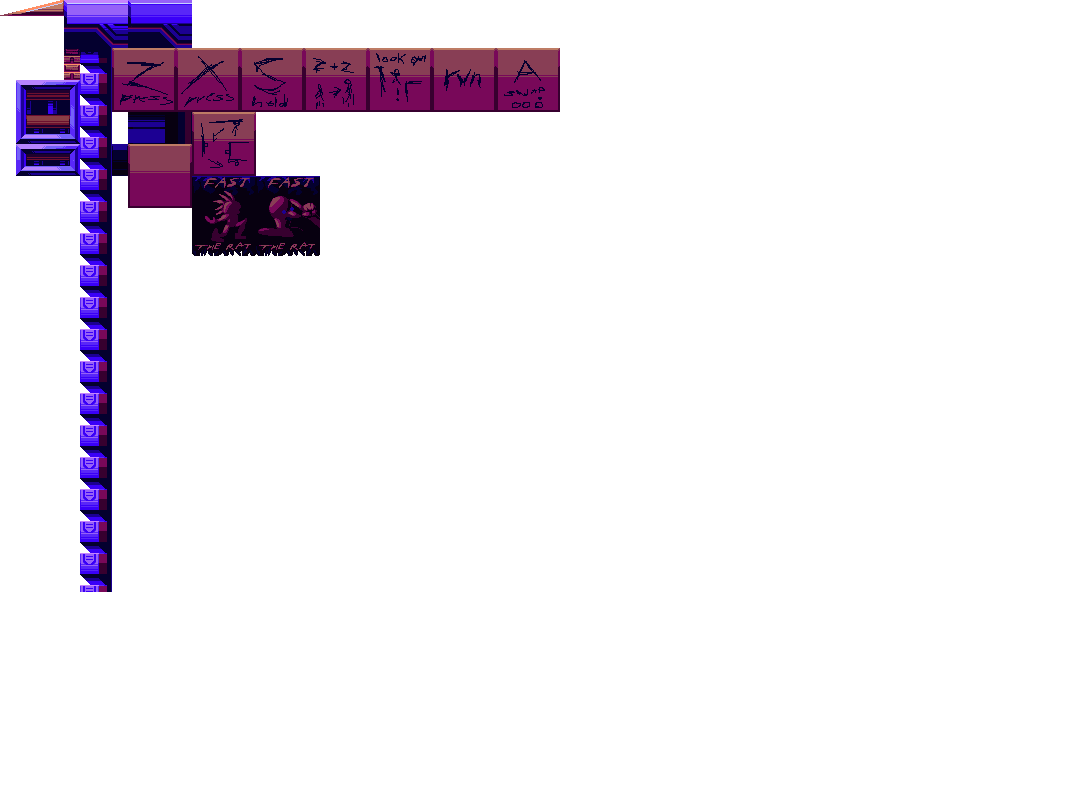 Z
press
X
press
S
hold
Z+Z
look out
run
A
FAST
THE RAT
FAST
THE RAT